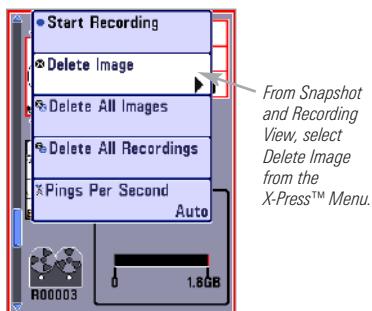 Start Recording
Delete Image
Delete All Images
Delete All Recordings
Pings Per Second
Auto
R00003
0
1.8GB
From Snapshot
and Recording
View, select
Delete Image
from the
X-Press™ Menu.